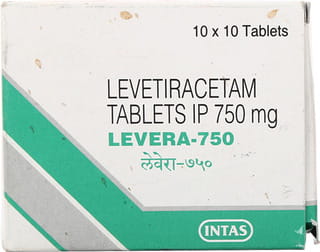 10 x 10 Tablets
LEVETIRACETAM
TABLETS IP 750 mg
LEVERA-750
लेवेरा-७५०
INTAS